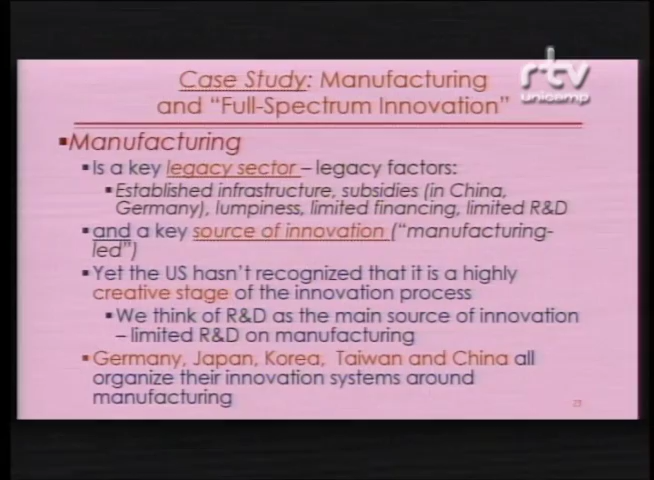 Case Study: Manufacturing
and “Full-Spectrum Innovation”
rtv
unicamp
▪Manufacturing
▪Is a key legacy sector – legacy factors:
▪Established infrastructure, subsidies (in China,
Germany), lumpiness, limited financing, limited R&D
▪and a key source of innovation (“manufacturing-
led”)
▪Yet the US hasn’t recognized that it is a highly
creative stage of the innovation process
▪We think of R&D as the main source of innovation
– limited R&D on manufacturing
▪Germany, Japan, Korea, Taiwan and China all
organize their innovation systems around
manufacturing
23